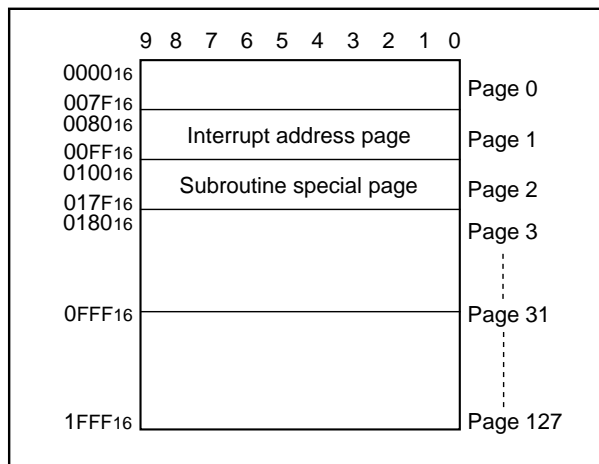 9 8 7 6 5 4 3 2 1 0
0000₁₆
Page 0
007F₁₆
0080₁₆
Interrupt address page
Page 1
00FF₁₆
0100₁₆
Subroutine special page
Page 2
017F₁₆
0180₁₆
Page 3
0FFF₁₆
Page 31
1FFF₁₆
Page 127